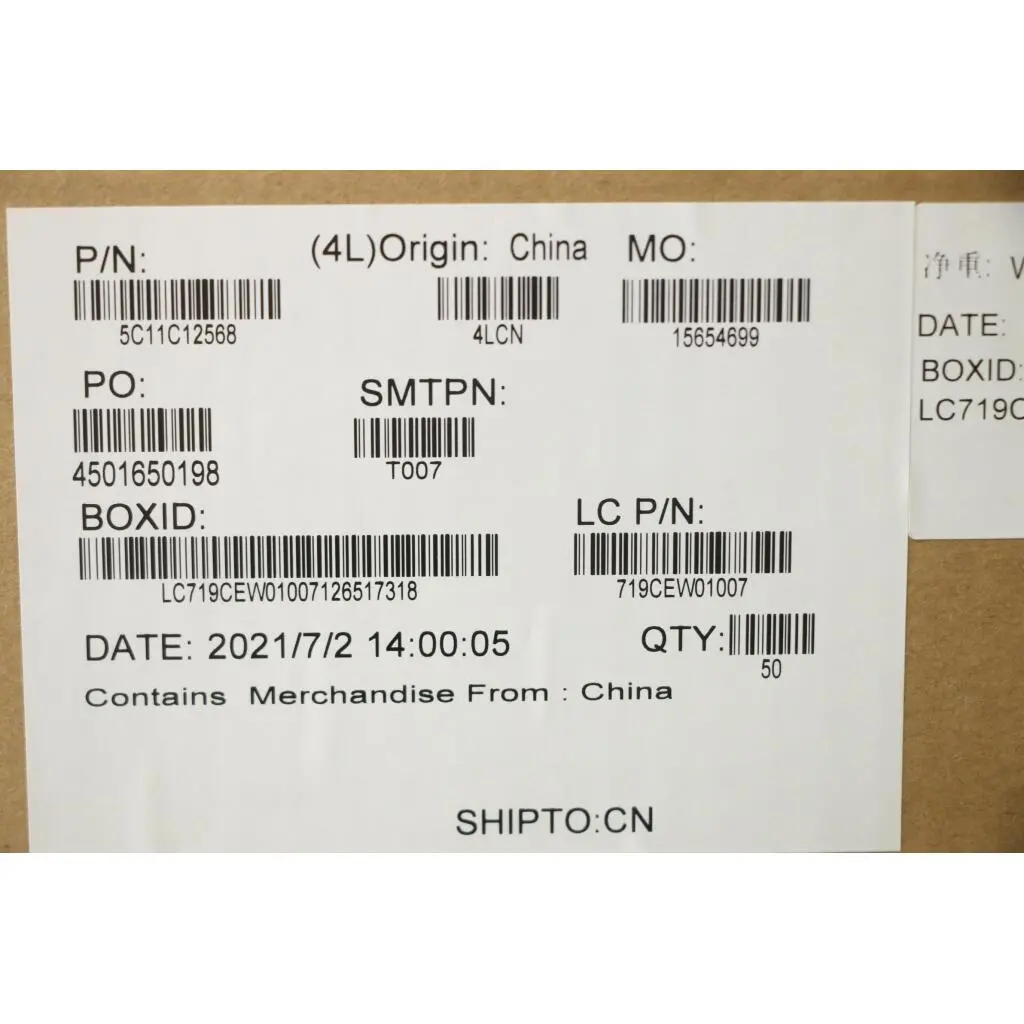 P/N:
(4L)Origin: China
MO:
5C11C12568
4LCN
15654699
PO:
SMTPN:
4501650198
T007
BOXID:
LC P/N:
LC719CEW01007126517318
719CEW01007
DATE: 2021/7/2 14:00:05
QTY:
50
Contains Merchandise From : China
SHIPTO:CN
净重:
DATE:
BOXID:
LC719C